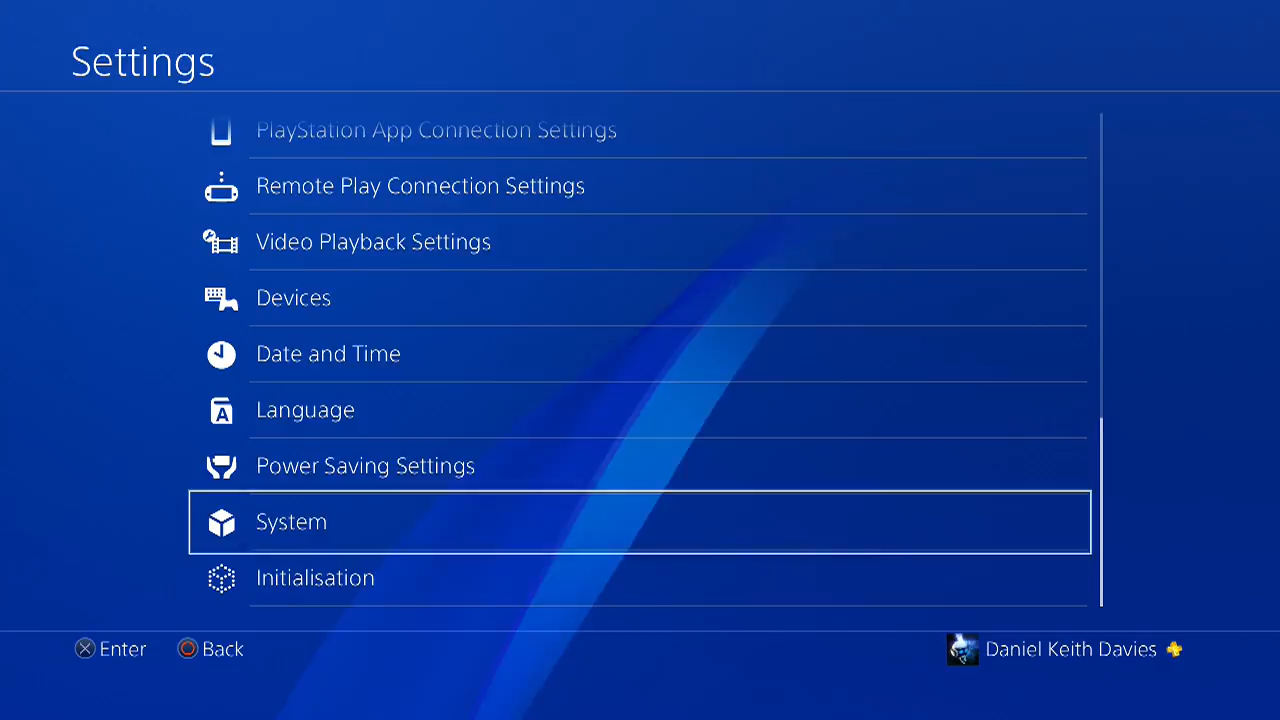 Settings
PlayStation App Connection Settings
Remote Play Connection Settings
Video Playback Settings
Devices
Date and Time
Language
Power Saving Settings
System
Initialisation
Enter Back Daniel Keith Davies